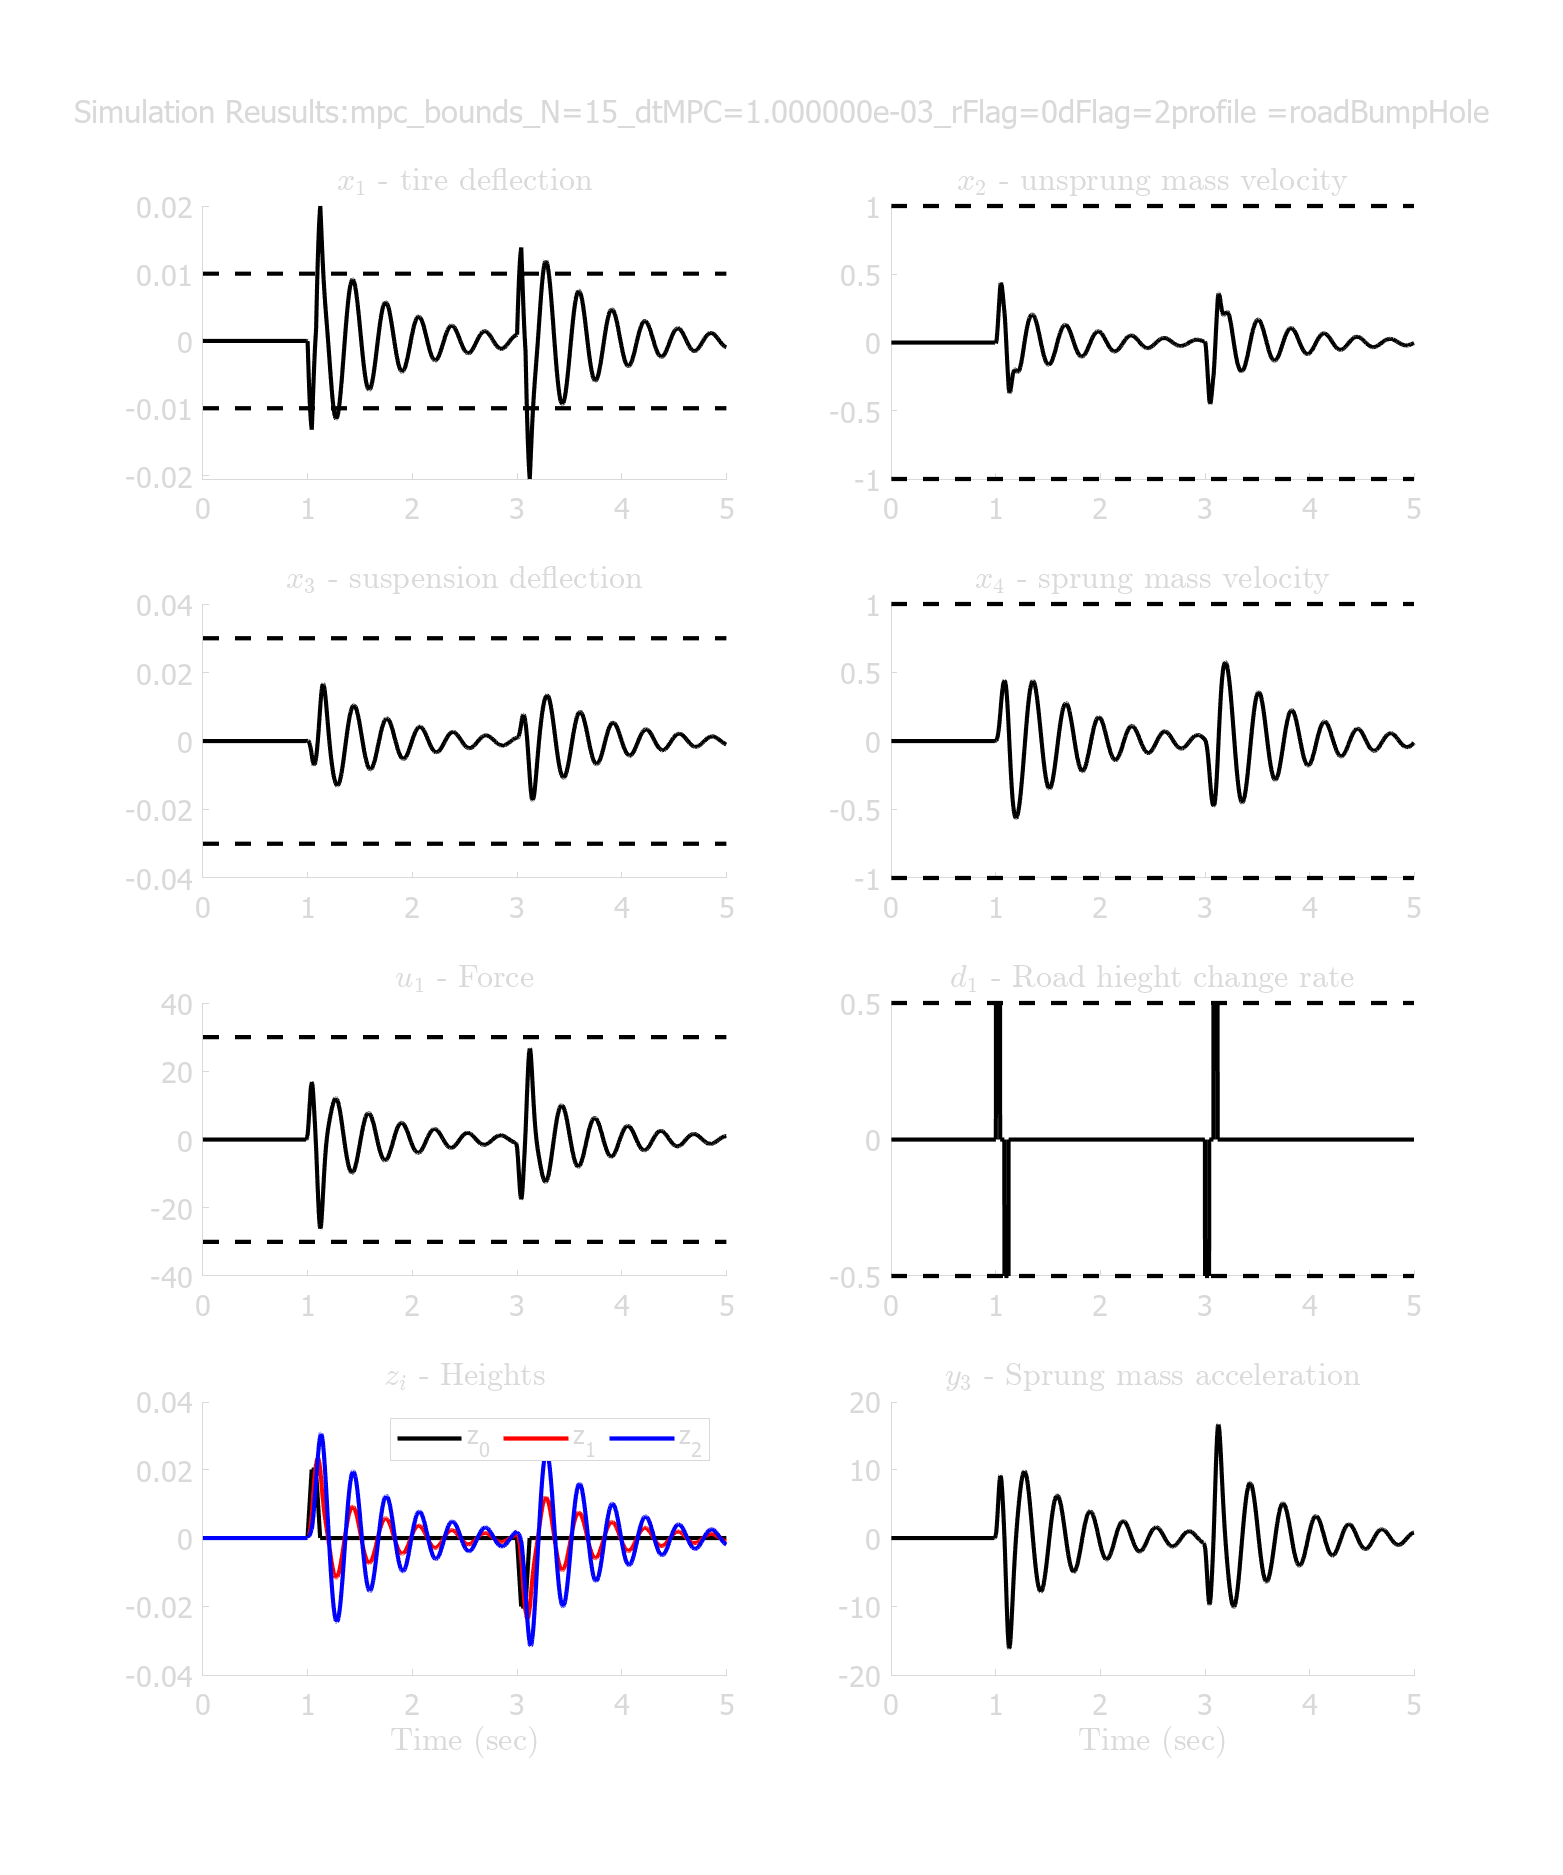 Simulation Reusults:mpc_bounds_N=15_dtMPC=1.000000e-03_rFlag=0dFlag=2profile =roadBumpHole
x1 - tire deflection
0.02
0.01
0
-0.01
-0.02
0 1 2 3 4 5
x2 - unsprung mass velocity
1
0.5
0
-0.5
-1
0 1 2 3 4 5
x3 - suspension deflection
0.04
0.02
0
-0.02
-0.04
0 1 2 3 4 5
x4 - sprung mass velocity
1
0.5
0
-0.5
-1
0 1 2 3 4 5
u1 - Force
40
20
0
-20
-40
0 1 2 3 4 5
d1 - Road hieght change rate
0.5
0
-0.5
0 1 2 3 4 5
zi - Heights
0.04
z0 z1 z2
0.02
0
-0.02
-0.04
0 1 2 3 4 5
Time (sec)
y3 - Sprung mass acceleration
20
10
0
-10
-20
0 1 2 3 4 5
Time (sec)